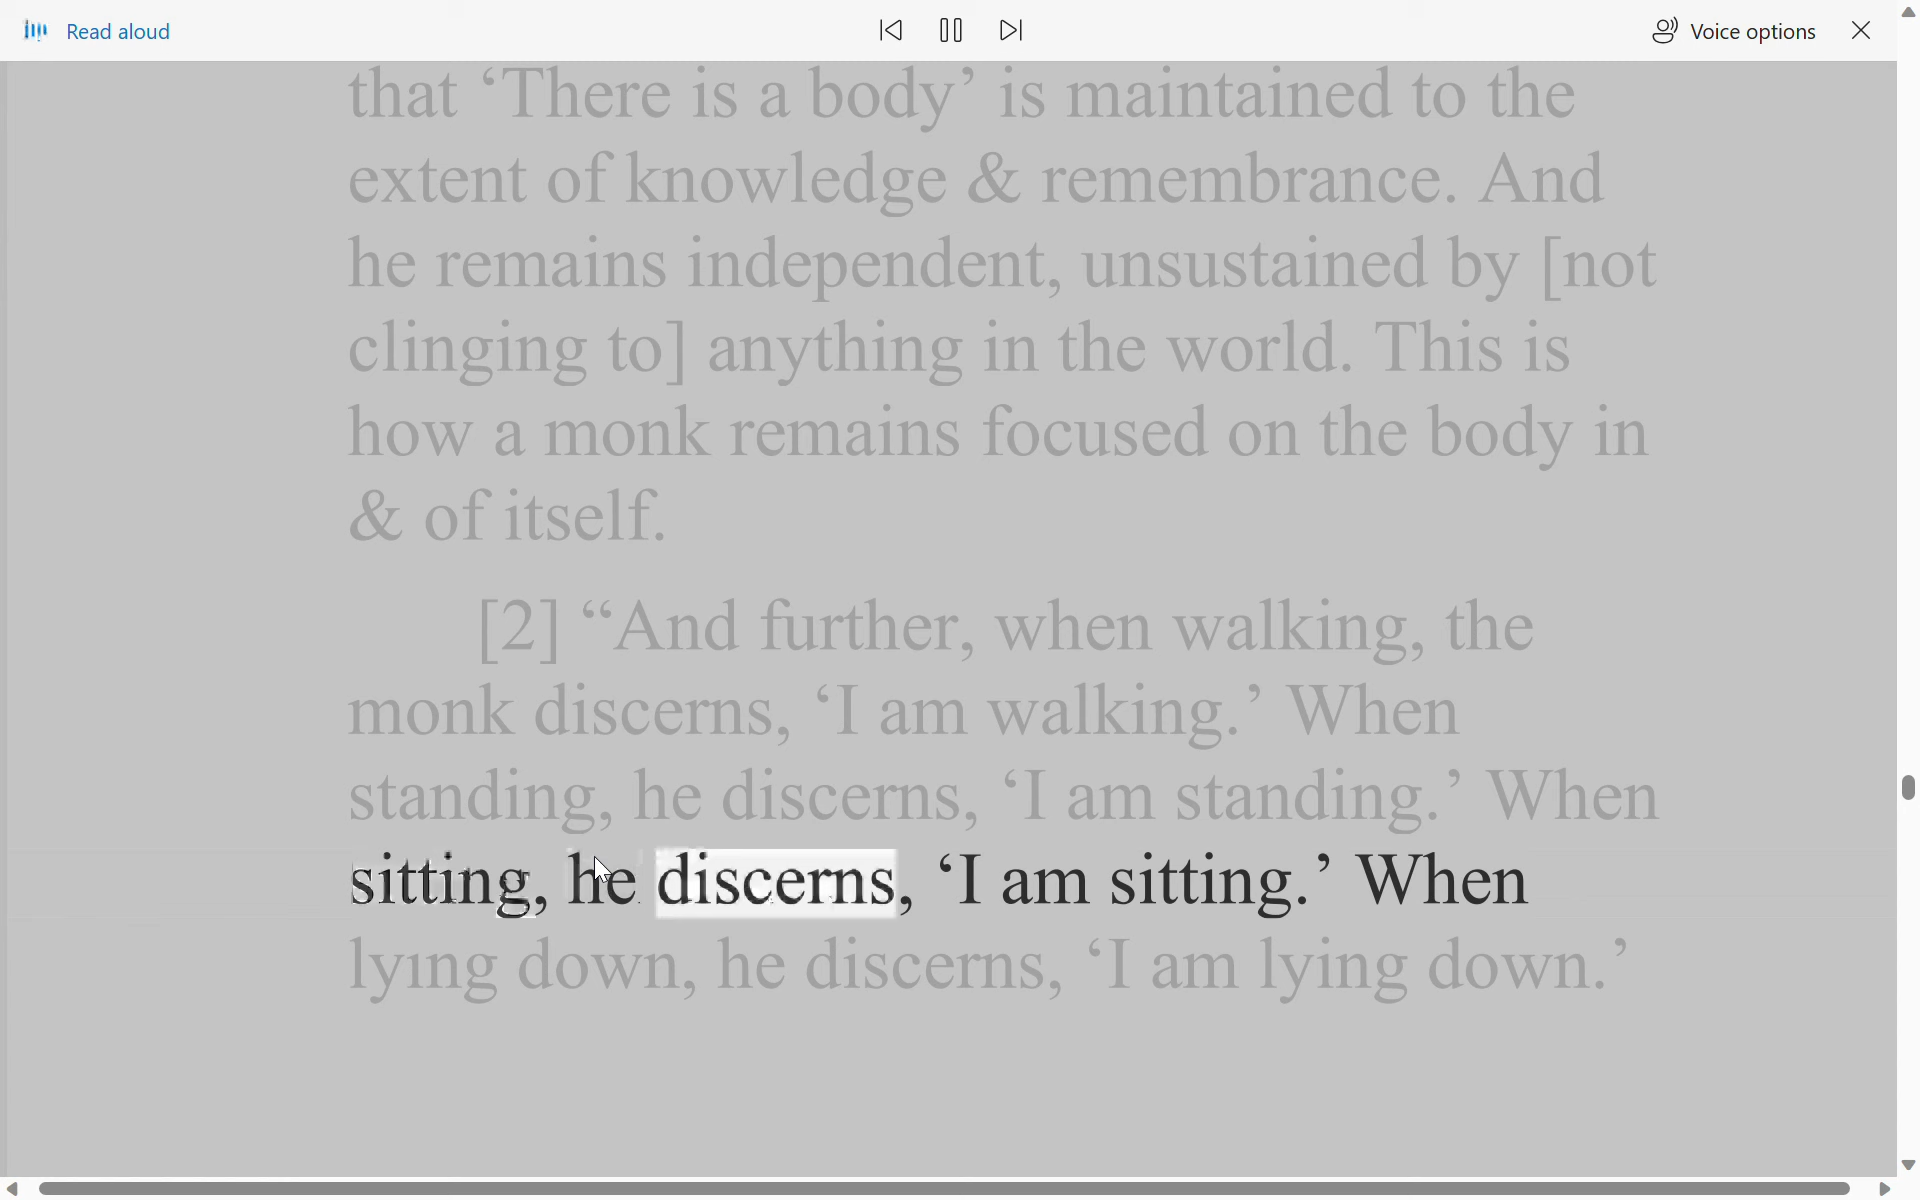 Read aloud
Voice options
that ‘There is a body’ is maintained to the
extent of knowledge & remembrance. And
he remains independent, unsustained by [not
clinging to] anything in the world. This is
how a monk remains focused on the body in
& of itself.
[2] “And further, when walking, the
monk discerns, ‘I am walking.’ When
standing, he discerns, ‘I am standing.’ When
sitting, he discerns, ‘I am sitting.’ When
lying down, he discerns, ‘I am lying down.’